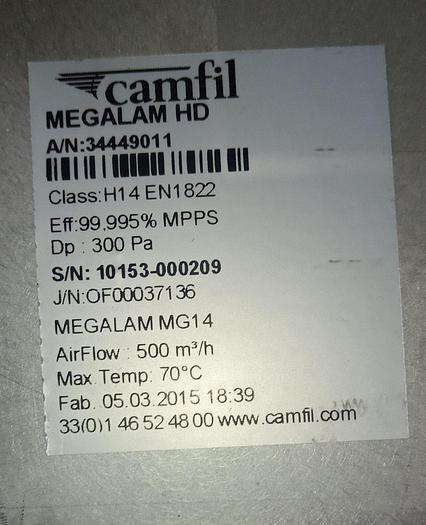 camfil
MEGALAM HD
A/N:34449011
Class:H14 EN1822
Eff:99,995% MPPS
Dp : 300 Pa
S/N: 10153-000209
J/N:OF00037136
MEGALAM MG14
AirFlow : 500 m³/h
Max.Temp: 70°C
Fab. 05.03.2015 18:39
33(0)1 46 52 48 00 www.camfil.com